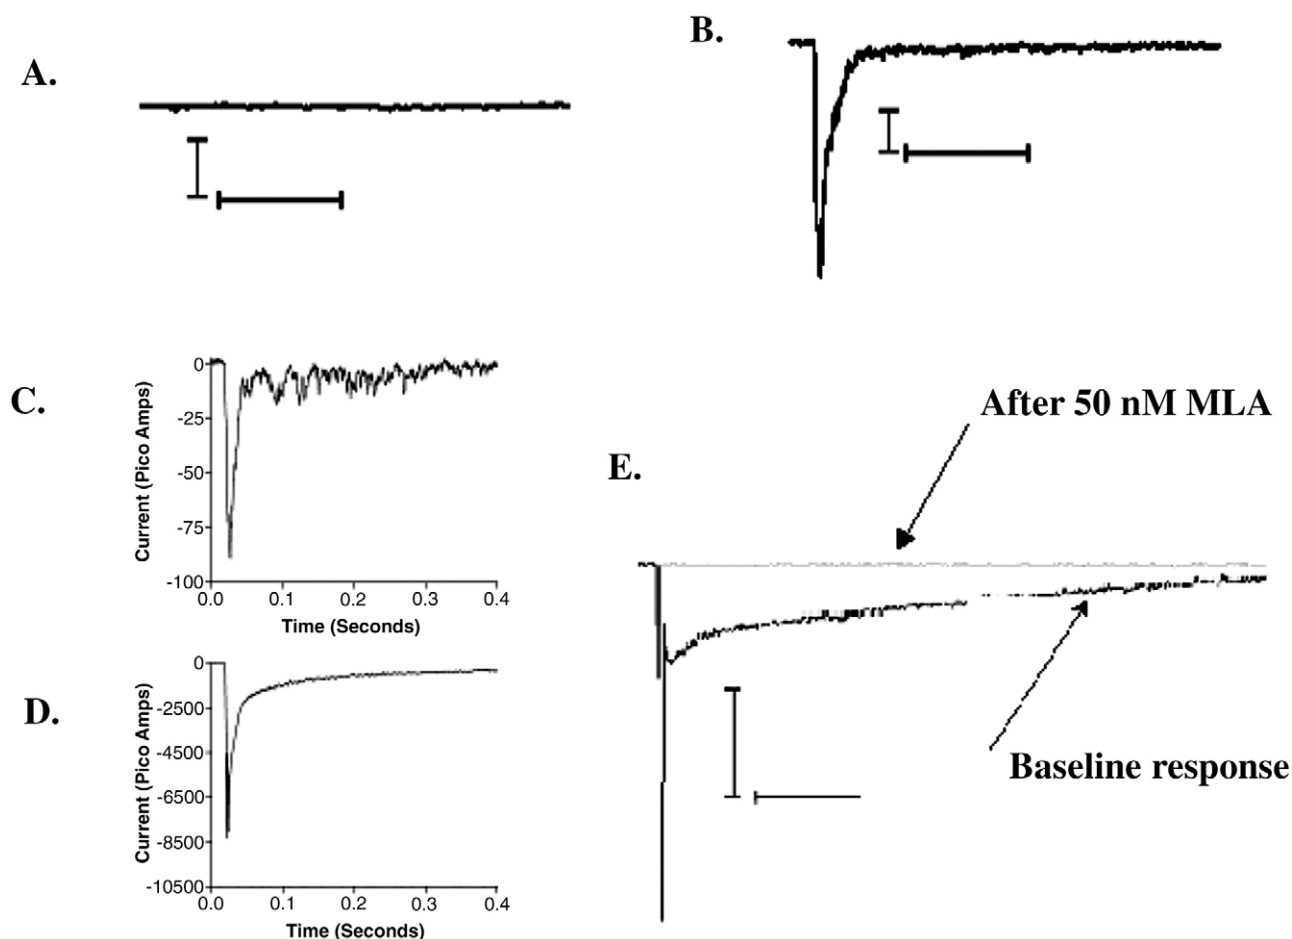 A.
B.
C.
Current (Pico Amps)
0
-25
-50
-75
-100
0.0 0.1 0.2 0.3 0.4
Time (Seconds)
D.
Current (Pico Amps)
0
-2500
-4500
-6500
-8500
-10500
0.0 0.1 0.2 0.3 0.4
Time (Seconds)
E.
After 50 nM MLA
Baseline response